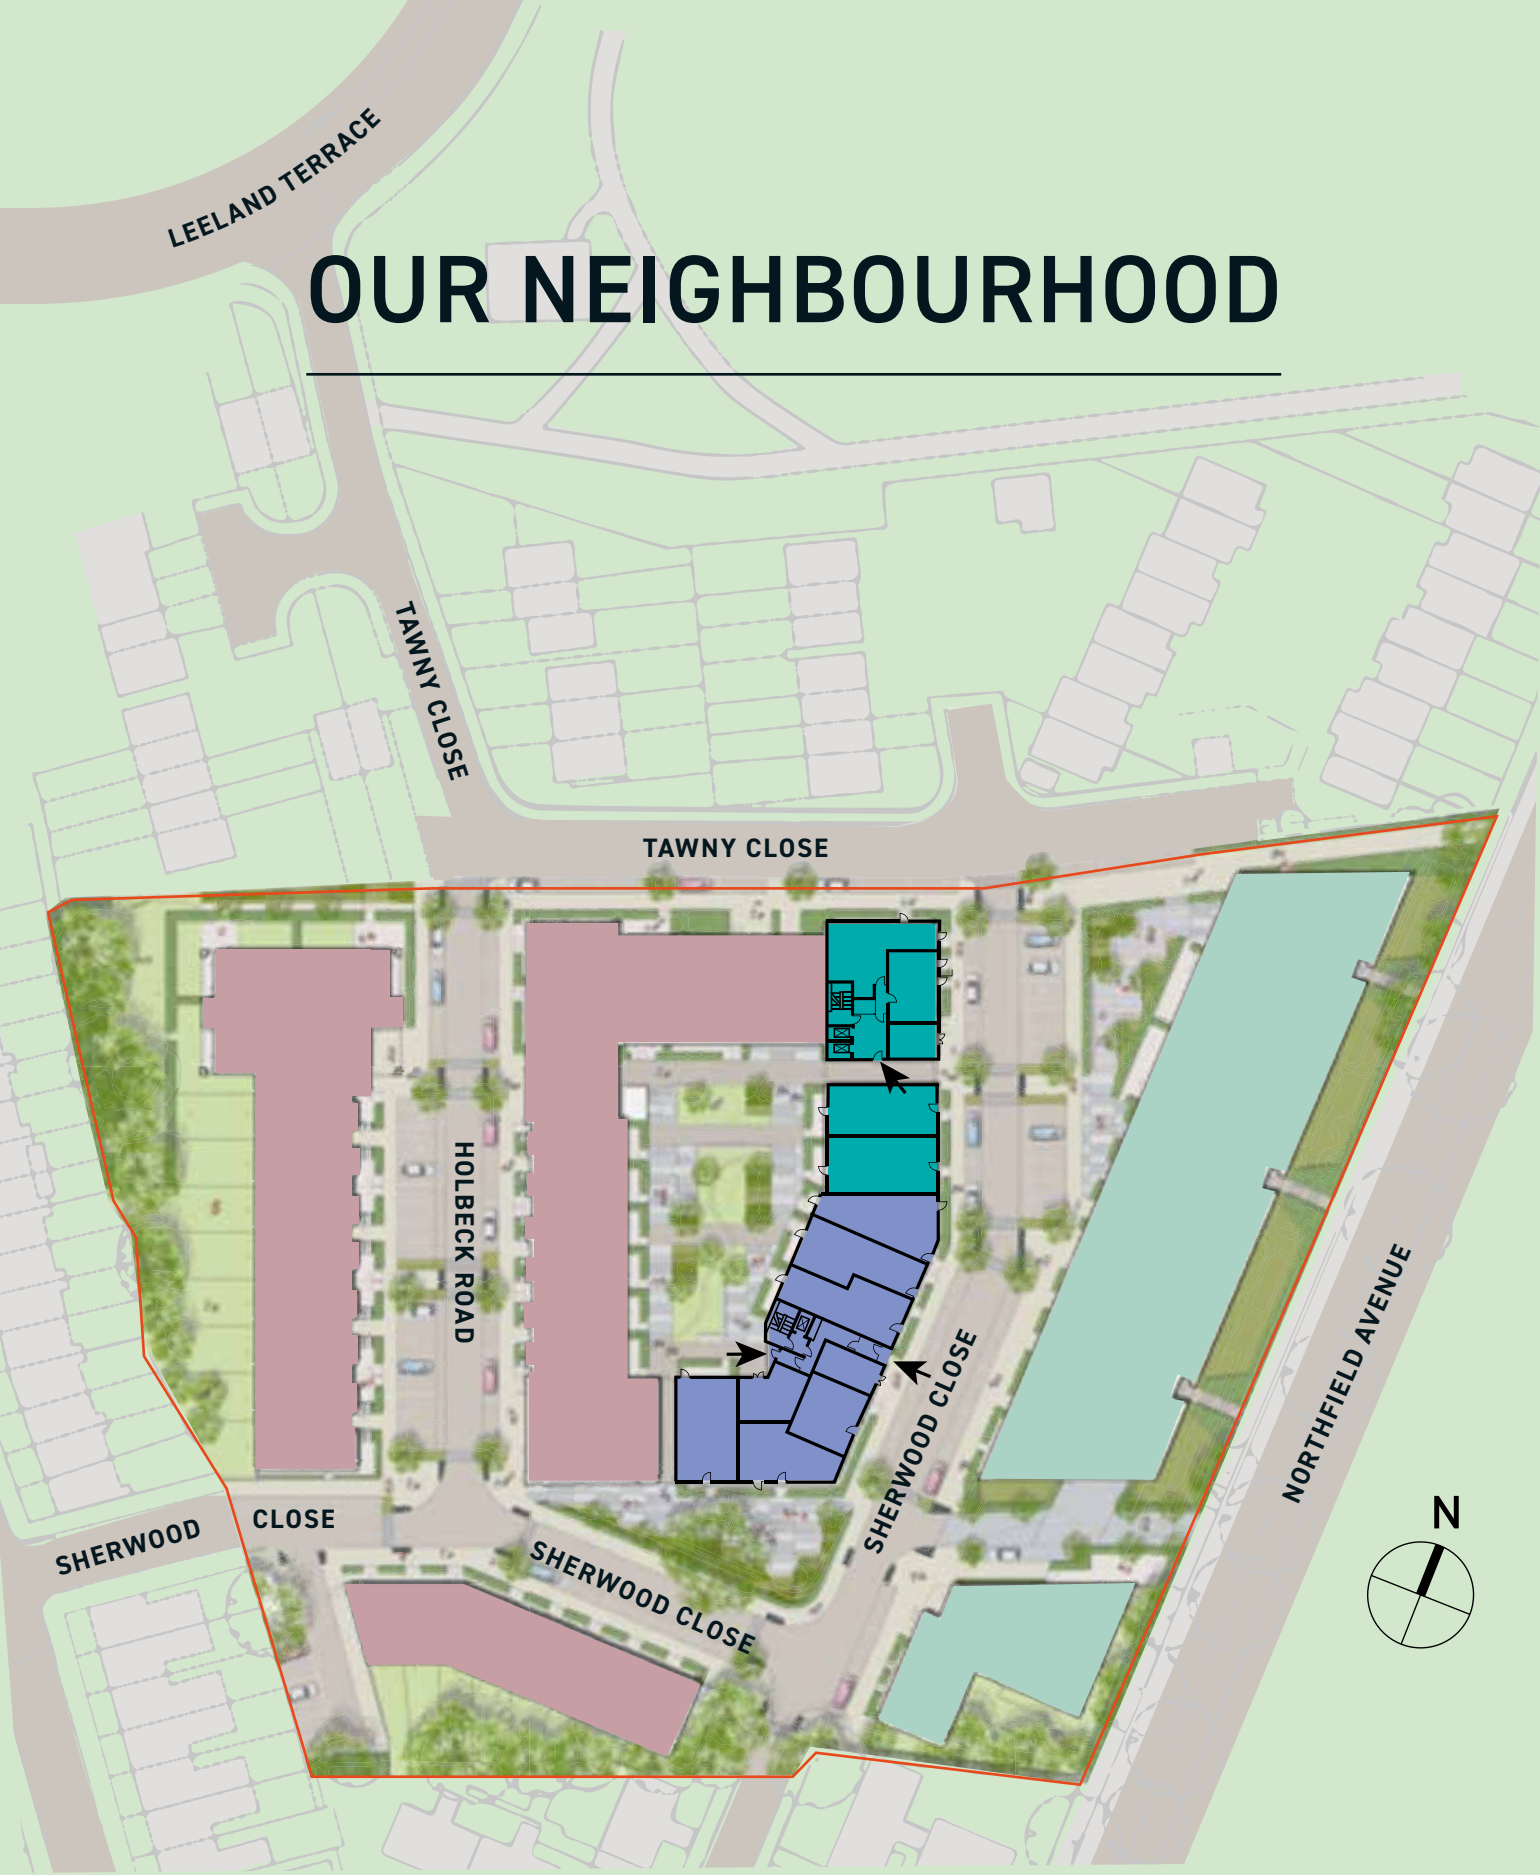 LEELAND TERRACE
OUR NEIGHBOURHOOD
TAWNY CLOSE
TAWNY CLOSE
HOLBECK ROAD
SHERWOOD CLOSE
NORTHFIELD AVENUE
SHERWOOD
CLOSE
SHERWOOD CLOSE
N